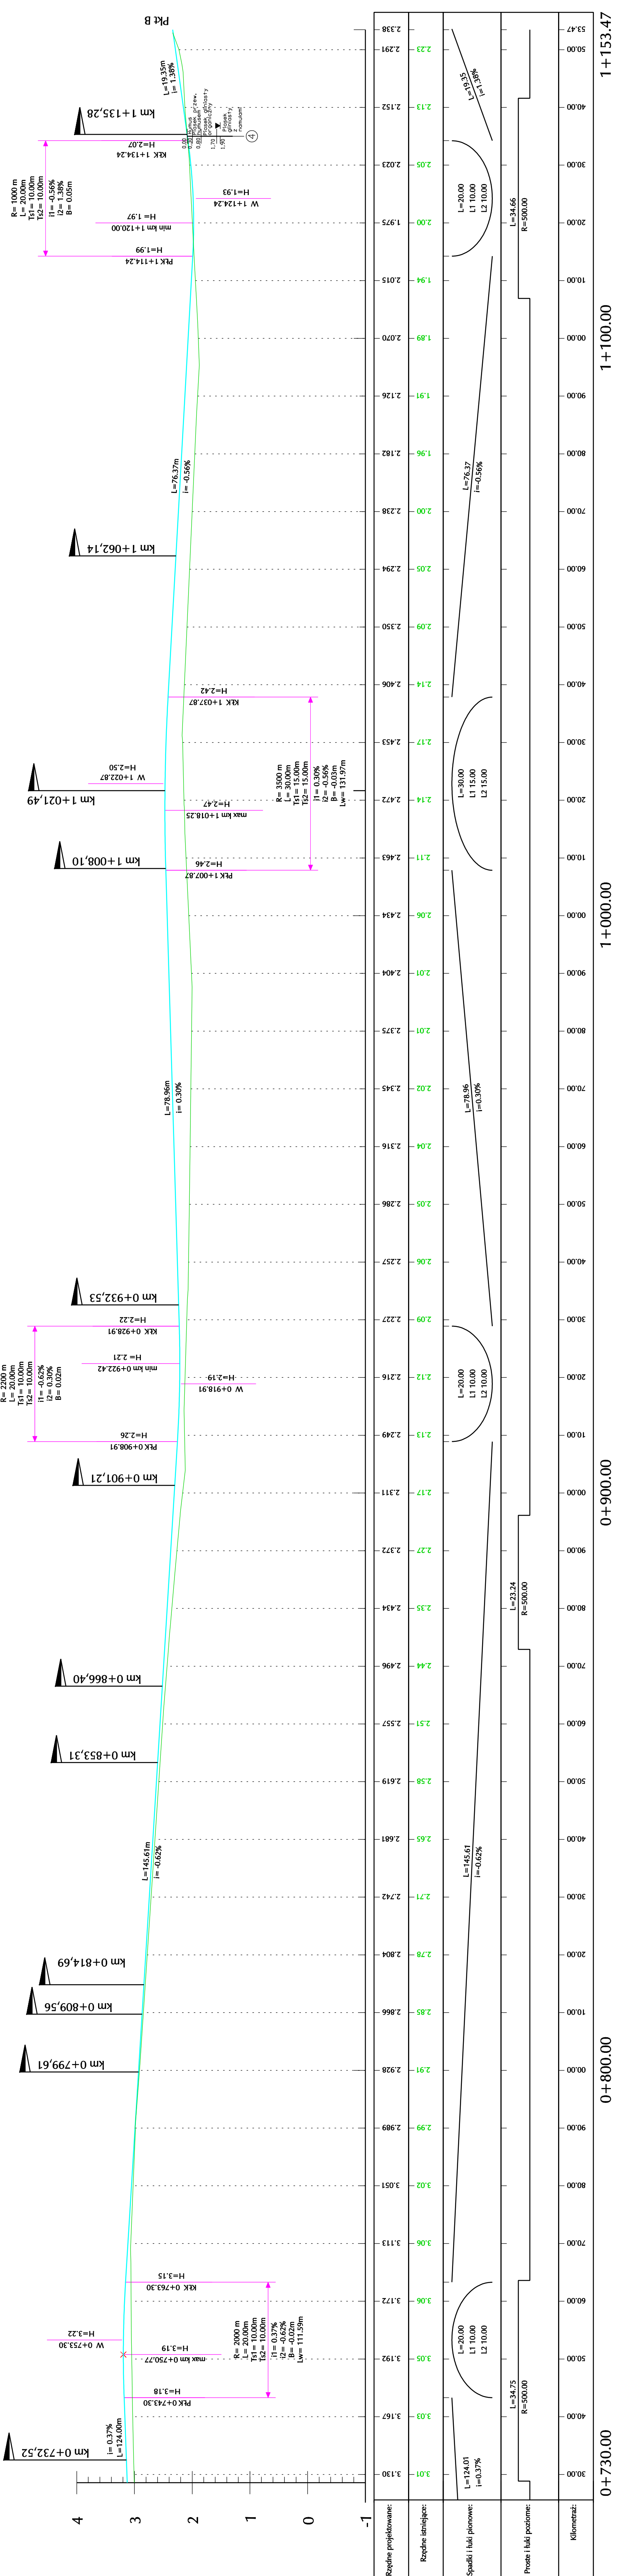 Pkt B
L=19.35m
i= 1.38%
km 1+135,28
KŁK 1+134.24
H=2.07
R= 1000 m
L= 20.00m
Ts1= 10.00m
Ts2= 10.00m
i1= -0.56%
i2= 1.38%
B= 0.05m
min km 1+120.00
H= 1.97
PŁK 1+114.24
H=1.99
W 1+124.24
H=1.93
4
L=76.37m
i= -0.56%
km 1+062,14
KŁK 1+037.87
H=2.42
W 1+022.87
H=2.50
km 1+021,49
max km 1+018.25
H=2.47
R= 3500 m
L= 30.00m
Ts1= 15.00m
Ts2= 15.00m
i1= 0.30%
i2= -0.56%
B= -0.03m
Lw= 131.97m
PŁK 1+007.87
H=2.46
km 1+008,10
L=78.96m
i= 0.30%
km 0+932,53
KŁK 0+928.91
H=2.22
min km 0+922.42
H= 2.21
W 0+918.91
H=2.19
R= 2200 m
L= 20.00m
Ts1= 10.00m
Ts2= 10.00m
i1= -0.62%
i2= 0.30%
B= 0.02m
PŁK 0+908.91
H=2.26
km 0+901,21
km 0+866,40
km 0+853,31
L=145.61m
i= -0.62%
km 0+814,69
km 0+809,56
km 0+799,61
KŁK 0+763.30
H=3.15
W 0+753.30
H=3.22
max km 0+750.77
H=3.19
R= 2000 m
L= 20.00m
Ts1= 10.00m
Ts2= 10.00m
i1= 0.37%
i2= -0.62%
B= -0.02m
Lw= 111.59m
PŁK 0+743.30
H=3.18
i= 0.37%
L=124.00m
km 0+732,52
4
3
2
1
0
-1
Rzędne projektowane:
3.130
3.167
3.192
3.172
3.113
3.051
2.989
2.928
2.866
2.804
2.742
2.681
2.619
2.557
2.496
2.434
2.372
2.311
2.249
2.216
2.227
2.257
2.286
2.316
2.345
2.375
2.404
2.434
2.463
2.472
2.453
2.406
2.350
2.294
2.238
2.182
2.126
2.070
2.015
1.975
2.023
2.152
2.291
2.338
Rzędne istniejące:
3.01
3.03
3.05
3.06
3.06
3.02
2.99
2.91
2.85
2.78
2.71
2.65
2.58
2.51
2.44
2.35
2.27
2.17
2.13
2.12
2.09
2.06
2.05
2.04
2.02
2.01
2.01
2.06
2.11
2.14
2.17
2.14
2.09
2.05
2.00
1.96
1.91
1.89
1.94
2.00
2.05
2.13
2.23
Spadki i łuki pionowe:
L=124.01
i=0.37%
L=20.00
L1 10.00
L2 10.00
L=145.61
i=-0.62%
L=20.00
L1 10.00
L2 10.00
L=78.96
i=0.30%
L=30.00
L1 15.00
L2 15.00
L=76.37
i=-0.56%
L=20.00
L1 10.00
L2 10.00
L=19.35
i=1.38%
Proste i łuki poziome:
L=34.75
R=500.00
L=23.24
R=500.00
L=34.66
R=500.00
Kilometraż:
30.00
40.00
50.00
60.00
70.00
80.00
90.00
00.00
10.00
20.00
30.00
40.00
50.00
60.00
70.00
80.00
90.00
00.00
10.00
20.00
30.00
40.00
50.00
60.00
70.00
80.00
90.00
00.00
10.00
20.00
30.00
40.00
50.00
60.00
70.00
80.00
90.00
00.00
10.00
20.00
30.00
40.00
50.00
53.47
0+730.00
0+800.00
0+900.00
1+000.00
1+100.00
1+153.47